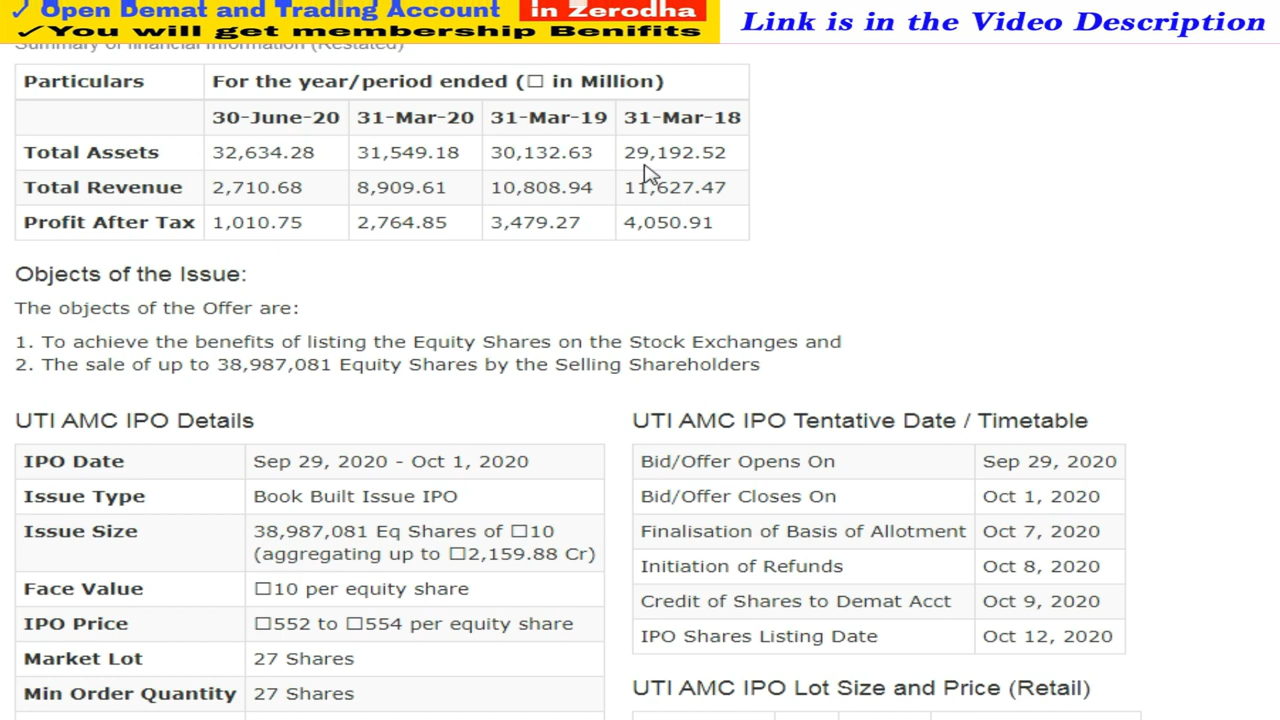 ✓ Open Demat and Trading Account In Zerodha
✓You will get membership Benifits
Link is in the Video Description
Summary of financial Information (Restated)
Particulars For the year/period ended (□ in Million)
30-June-20 31-Mar-20 31-Mar-19 31-Mar-18
Total Assets 32,634.28 31,549.18 30,132.63 29,192.52
Total Revenue 2,710.68 8,909.61 10,808.94 11,627.47
Profit After Tax 1,010.75 2,764.85 3,479.27 4,050.91
Objects of the Issue:
The objects of the Offer are:
1. To achieve the benefits of listing the Equity Shares on the Stock Exchanges and
2. The sale of up to 38,987,081 Equity Shares by the Selling Shareholders
UTI AMC IPO Details
IPO Date Sep 29, 2020 - Oct 1, 2020
Issue Type Book Built Issue IPO
Issue Size 38,987,081 Eq Shares of □10
(aggregating up to □2,159.88 Cr)
Face Value □10 per equity share
IPO Price □552 to □554 per equity share
Market Lot 27 Shares
Min Order Quantity 27 Shares
UTI AMC IPO Tentative Date / Timetable
Bid/Offer Opens On Sep 29, 2020
Bid/Offer Closes On Oct 1, 2020
Finalisation of Basis of Allotment Oct 7, 2020
Initiation of Refunds Oct 8, 2020
Credit of Shares to Demat Acct Oct 9, 2020
IPO Shares Listing Date Oct 12, 2020
UTI AMC IPO Lot Size and Price (Retail)